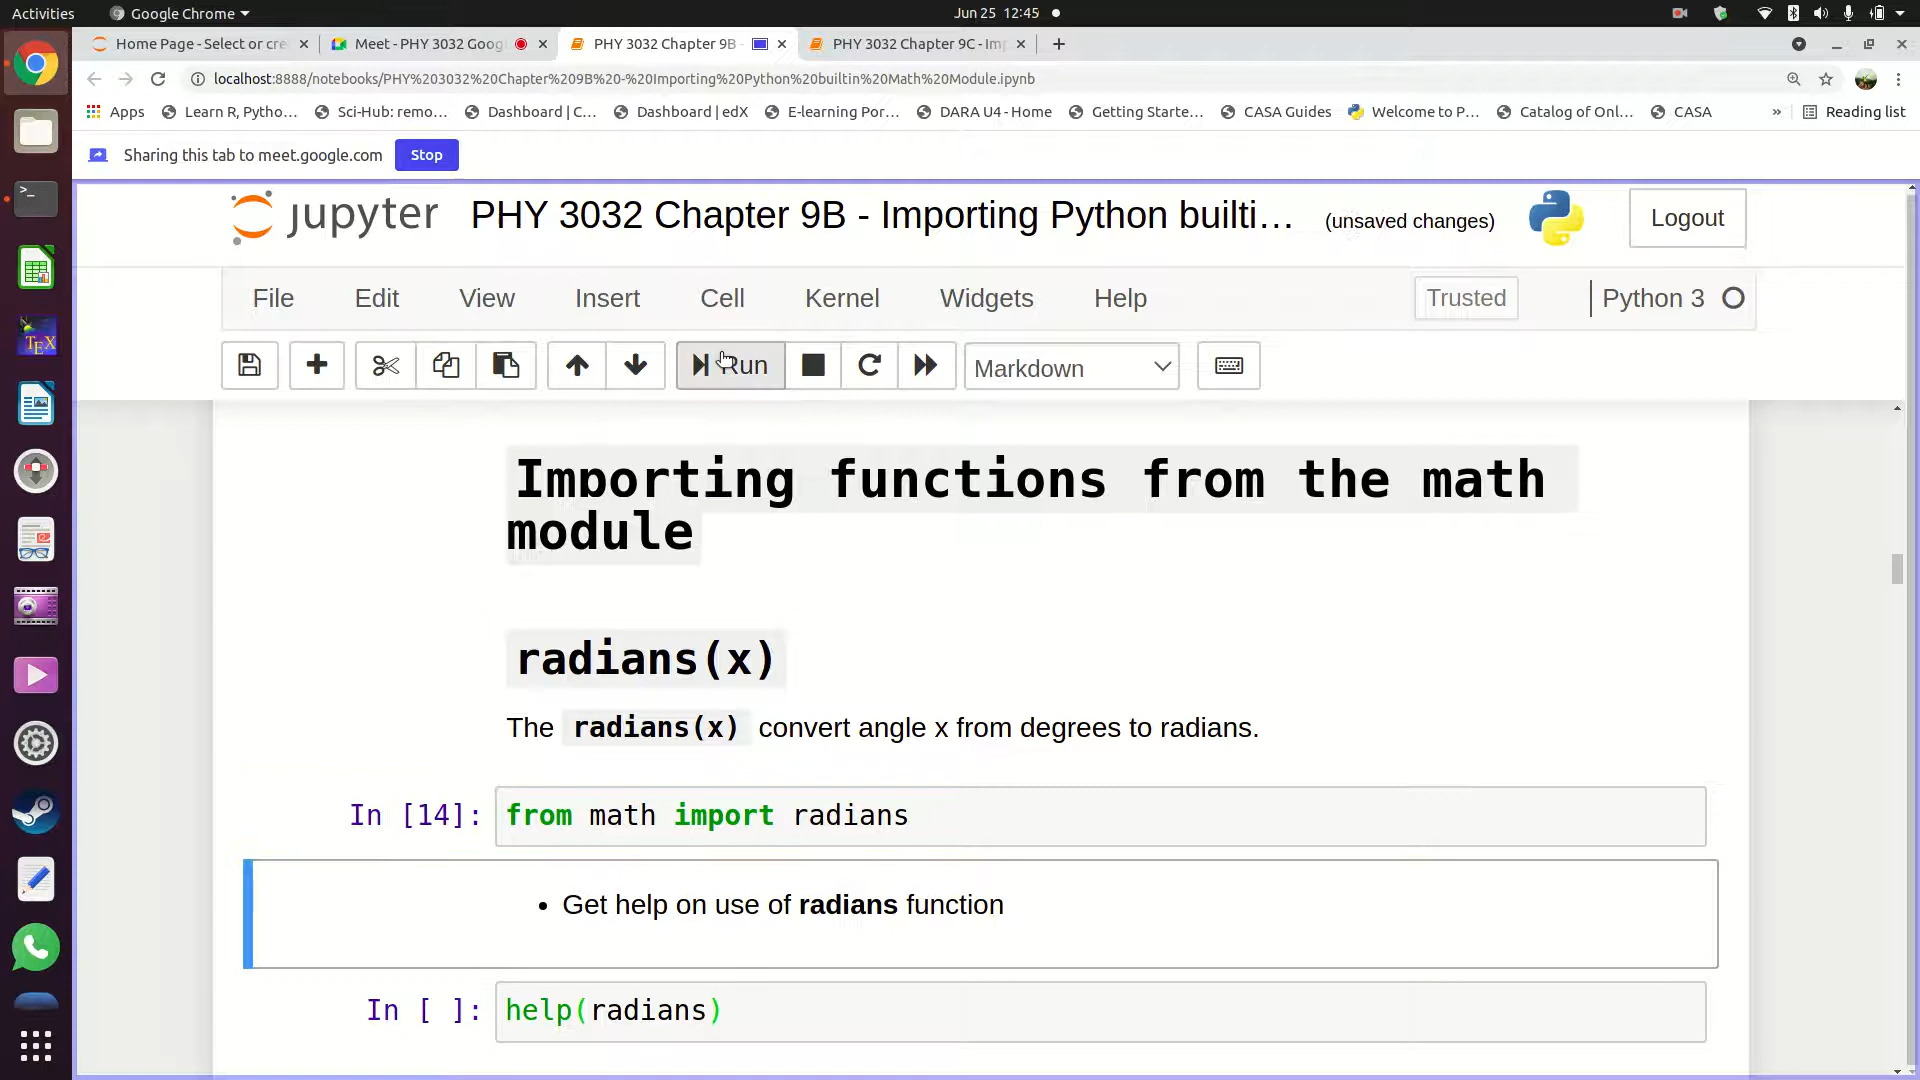 Activities Google Chrome Jun 25 12:45
Home Page - Select or cre Meet - PHY 3032 Goog PHY 3032 Chapter 9B - PHY 3032 Chapter 9C - Im
localhost:8888/notebooks/PHY%203032%20Chapter%209B%20-%20Importing%20Python%20builtin%20Math%20Module.ipynb
Apps Learn R, Pytho... Sci-Hub: remo... Dashboard | C... Dashboard | edX E-learning Por... DARA U4 - Home Getting Starte... CASA Guides Welcome to P... Catalog of Onl... CASA » Reading list
Sharing this tab to meet.google.com Stop
jupyter PHY 3032 Chapter 9B - Importing Python builti... (unsaved changes) Logout
File Edit View Insert Cell Kernel Widgets Help Trusted Python 3
Run Markdown
Importing functions from the math
module
radians(x)
The radians(x) convert angle x from degrees to radians.
In [14]: from math import radians
• Get help on use of radians function
In [ ]: help(radians)